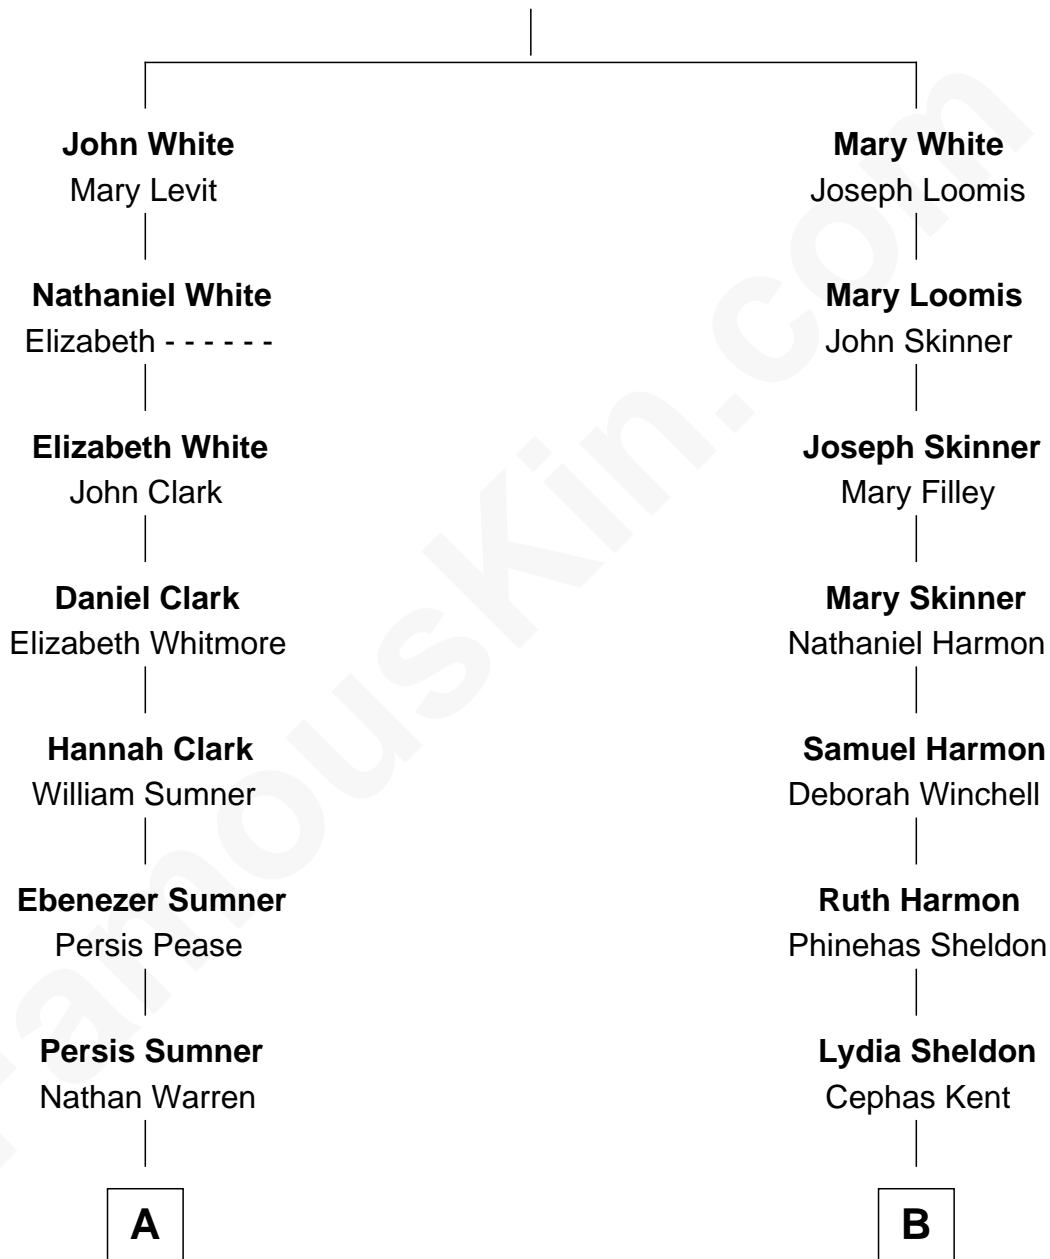 John White
Mary Levit
Nathaniel White
Elizabeth - - - - - -
Elizabeth White
John Clark
Daniel Clark
Elizabeth Whitmore
Hannah Clark
William Sumner
Ebenezer Sumner
Persis Pease
Persis Sumner
Nathan Warren
A
Mary White
Joseph Loomis
Mary Loomis
John Skinner
Joseph Skinner
Mary Filley
Mary Skinner
Nathaniel Harmon
Samuel Harmon
Deborah Winchell
Ruth Harmon
Phinehas Sheldon
Lydia Sheldon
Cephas Kent
B
FamousKin.com